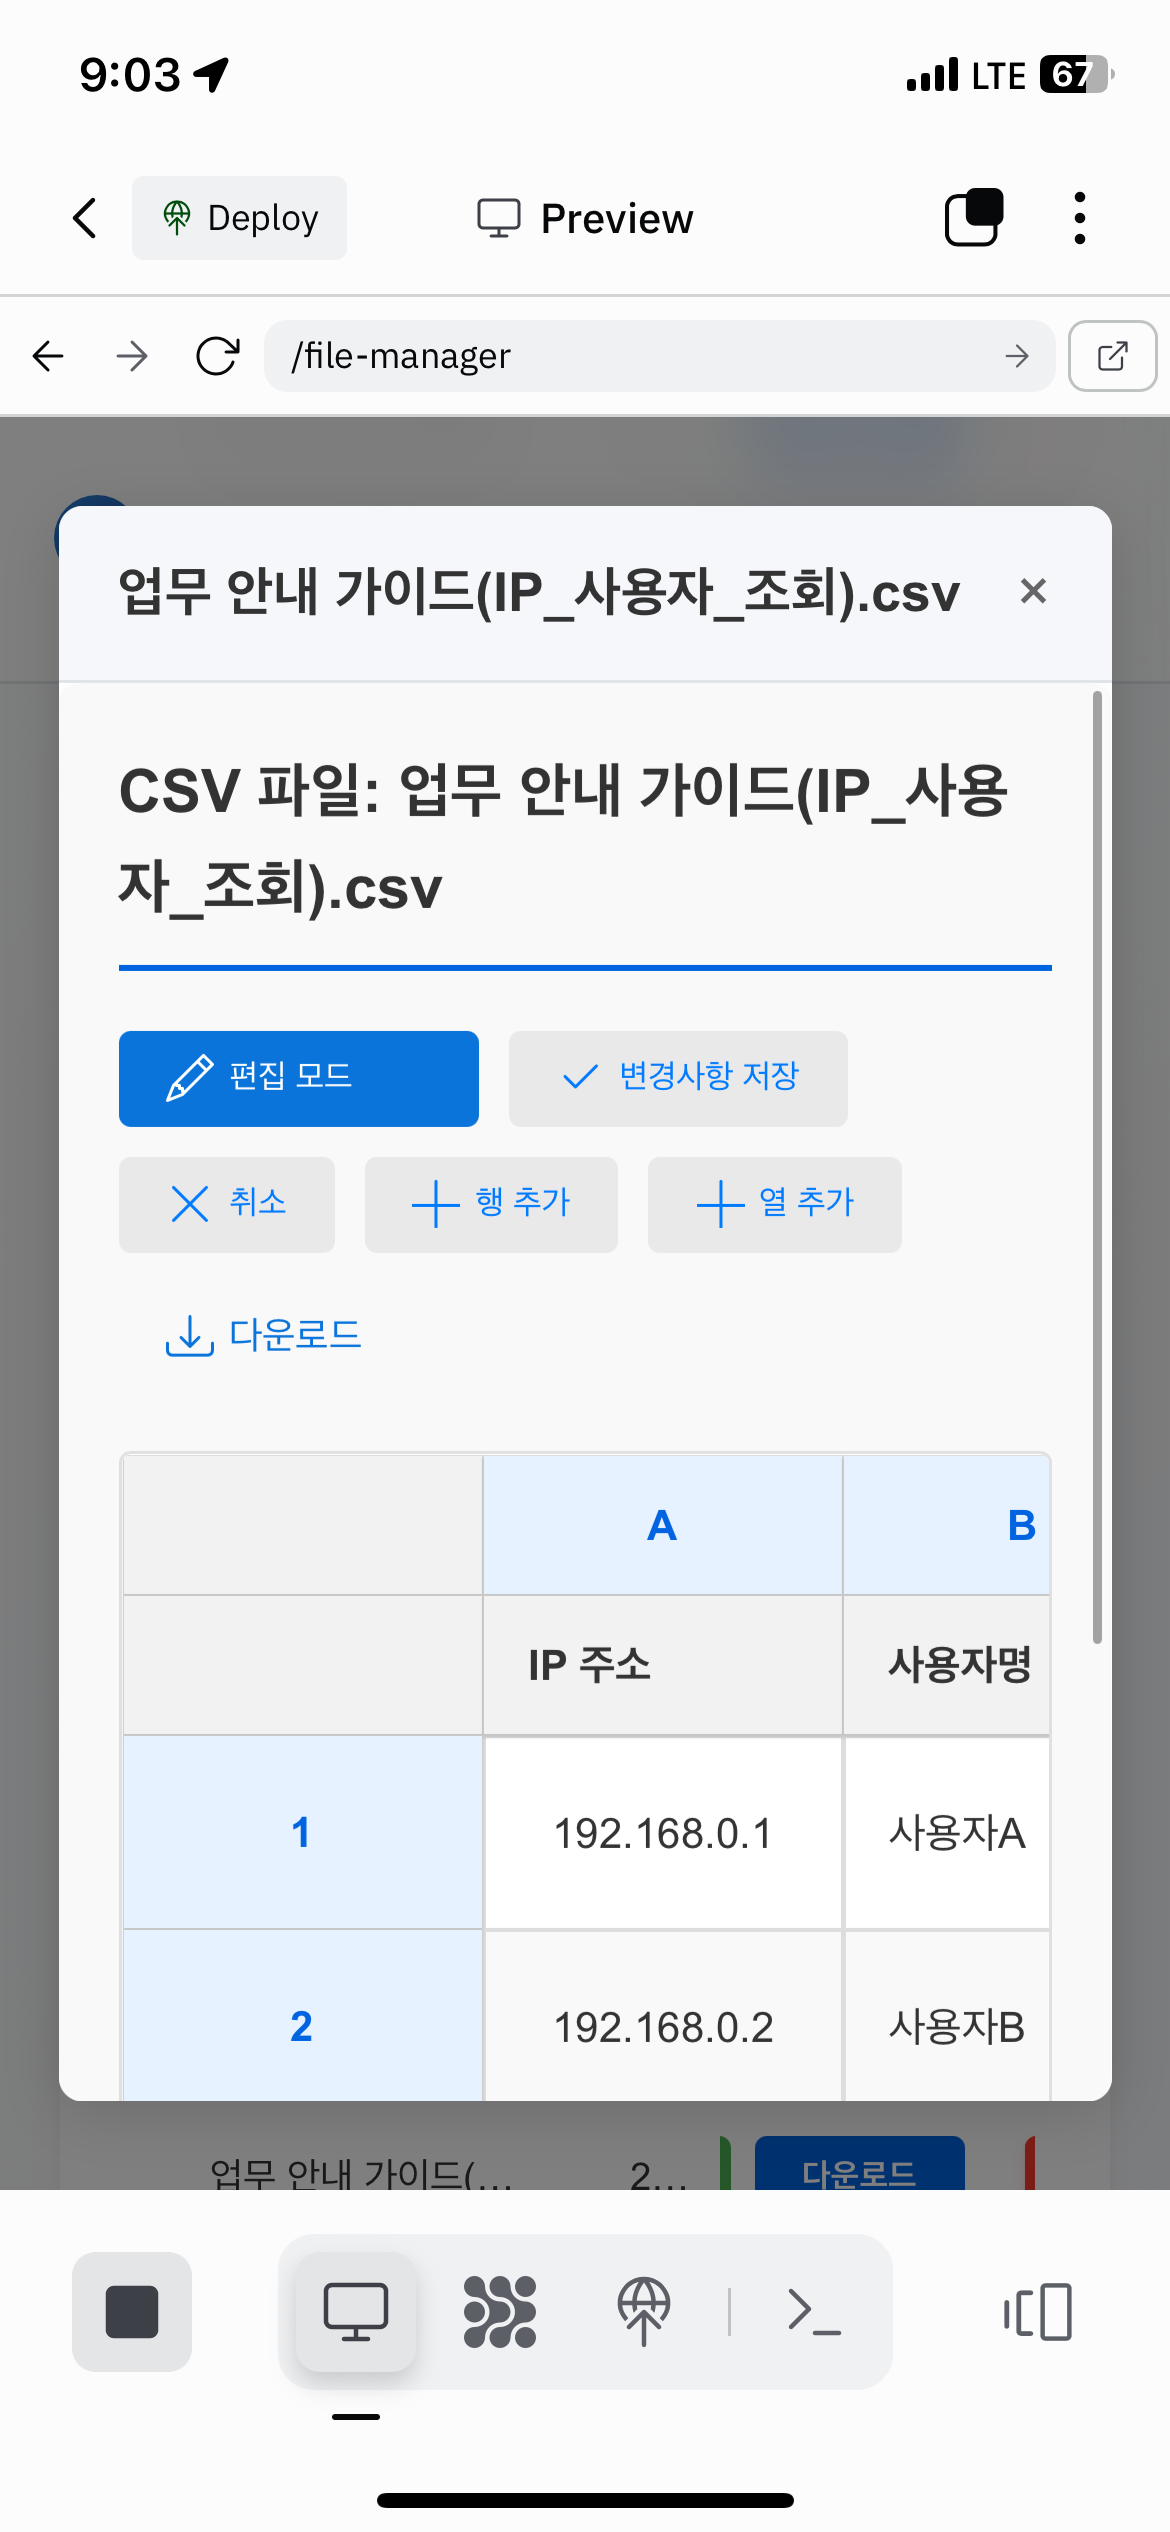 9:03
LTE 67
Deploy
Preview
/file-manager
업무 안내 가이드(IP_사용자_조회).csv ×
CSV 파일: 업무 안내 가이드(IP_사용
자_조회).csv
편집 모드
변경사항 저장
취소
행 추가
열 추가
다운로드
A B
IP 주소 사용자명
1 192.168.0.1 사용자A
2 192.168.0.2 사용자B
업무 안내 가이드(... 2... 다운로드